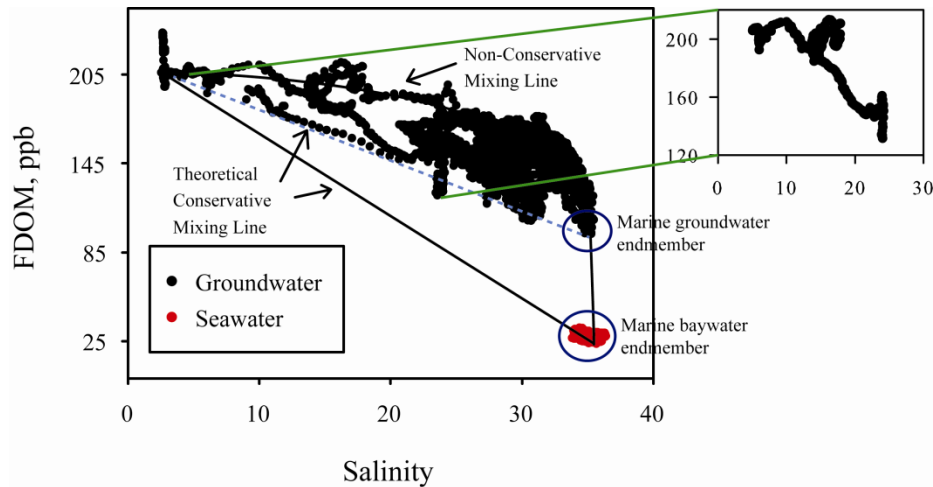 Non-Conservative
Mixing Line
Theoretical
Conservative
Mixing Line
Groundwater
Seawater
Marine groundwater
endmember
Marine baywater
endmember
FDOM, ppb
205
145
85
25
0
10
20
30
40
Salinity
200
160
120
0
10
20
30